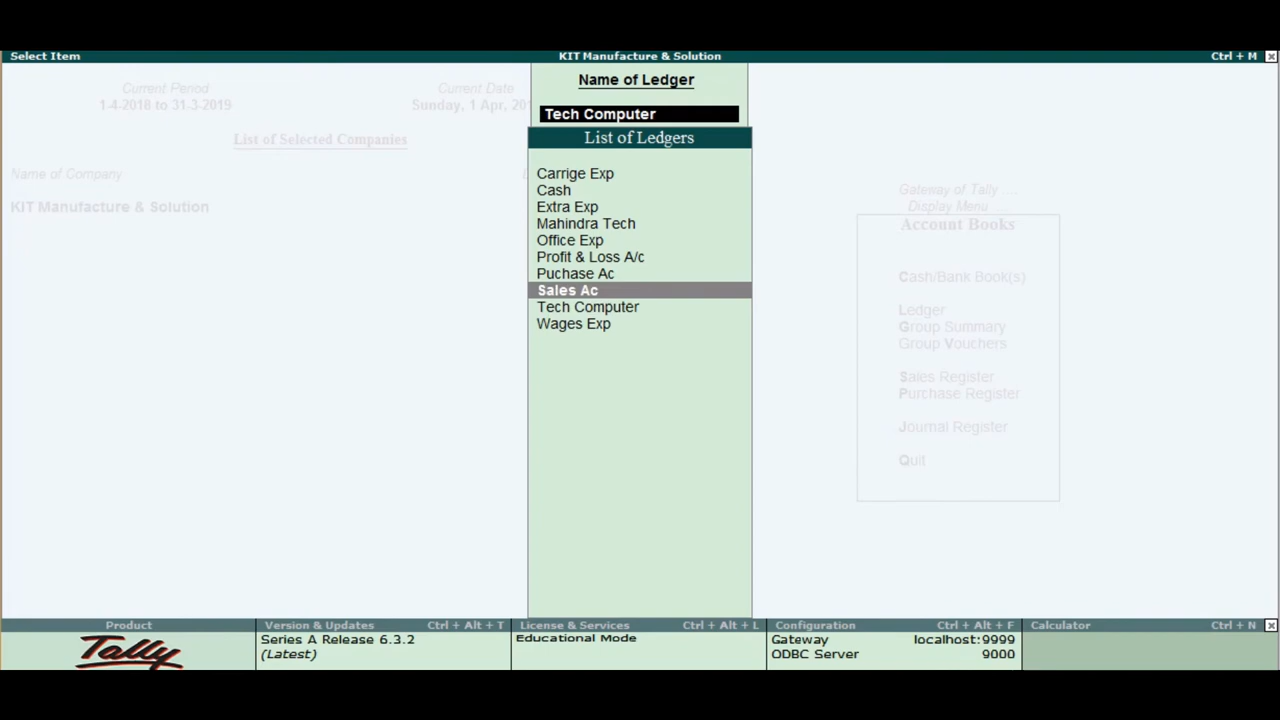 Select Item KIT Manufacture & Solution Ctrl + M
Name of Ledger
Tech Computer
List of Ledgers
Carrige Exp
Cash
Extra Exp
Mahindra Tech
Office Exp
Profit & Loss A/c
Puchase Ac
Sales Ac
Tech Computer
Wages Exp
Current Period Current Date
1-4-2018 to 31-3-2019 Sunday, 1 Apr, 201
List of Selected Companies
Name of Company
KIT Manufacture & Solution
Gateway of Tally ....
Display Menu ....
Account Books
Cash/Bank Book(s)
Ledger
Group Summary
Group Vouchers
Sales Register
Purchase Register
Journal Register
Quit
Product
Tally
Version & Updates Ctrl + Alt + T
Series A Release 6.3.2
(Latest)
License & Services Ctrl + Alt + L
Educational Mode
Configuration Ctrl + Alt + F
Gateway localhost:9999
ODBC Server 9000
Calculator Ctrl + N